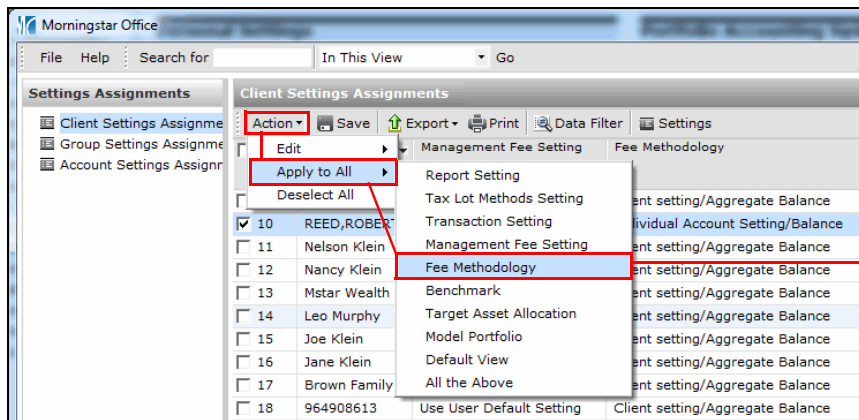 Morningstar Office
File Help Search for In This View Go
Settings Assignments
Client Settings Assignme
Group Settings Assignme
Account Settings Assignr
Client Settings Assignments
Action Save Export Print Data Filter Settings
Management Fee Setting Fee Methodology
Edit
Apply to All
Deselect All
Report Setting
Tax Lot Methods Setting
Transaction Setting
Management Fee Setting
Fee Methodology
Benchmark
Target Asset Allocation
Model Portfolio
Default View
All the Above
ent setting/Aggregate Balance
10 REED,ROBERT lividual Account Setting/Balance
11 Nelson Klein ent setting/Aggregate Balance
12 Nancy Klein ent setting/Aggregate Balance
13 Mstar Wealth ent setting/Aggregate Balance
14 Leo Murphy ent setting/Aggregate Balance
15 Joe Klein ent setting/Aggregate Balance
16 Jane Klein ent setting/Aggregate Balance
17 Brown Family ent setting/Aggregate Balance
18 964908613 Use User Default Setting Client setting/Aggregate Balance